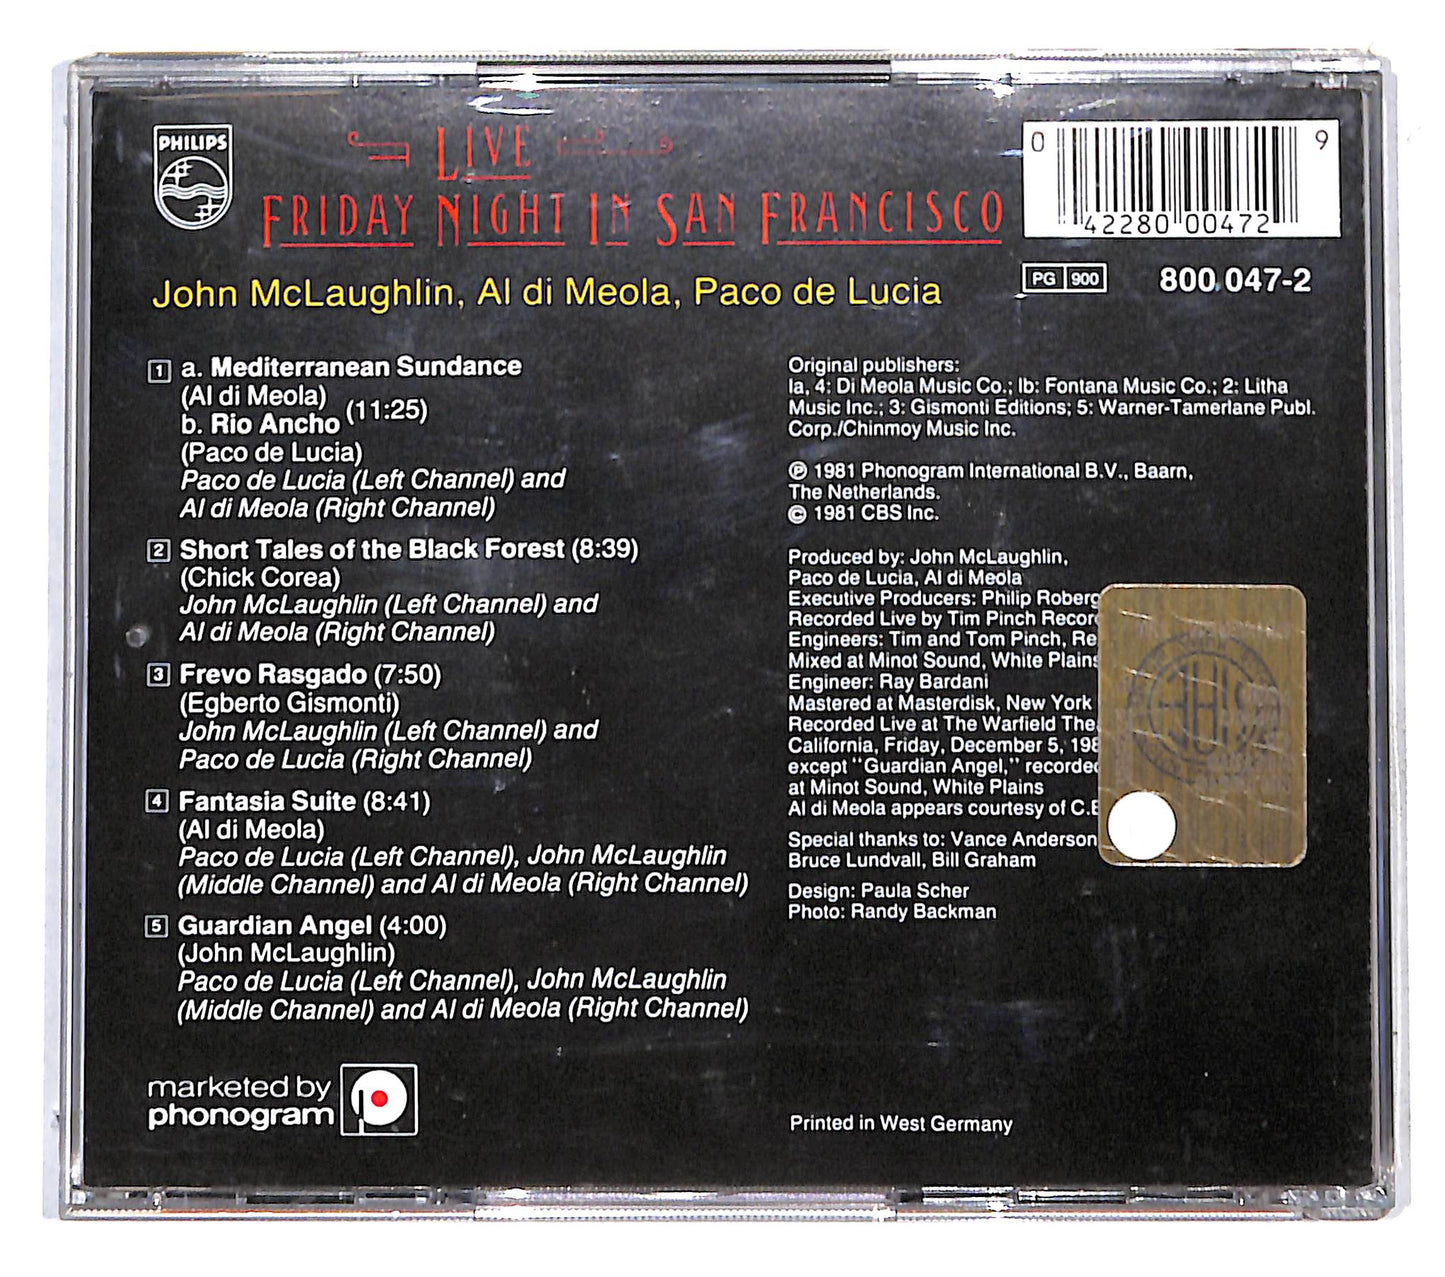 PHILIPS
LIVE
FRIDAY NIGHT IN SAN FRANCISCO
John McLaughlin, Al di Meola, Paco de Lucia
0 9
42280 00472
PG 900
800 047-2
1 a. Mediterranean Sundance
(Al di Meola)
b. Rio Ancho (11:25)
(Paco de Lucia)
Paco de Lucia (Left Channel) and
Al di Meola (Right Channel)
2 Short Tales of the Black Forest (8:39)
(Chick Corea)
John McLaughlin (Left Channel) and
Al di Meola (Right Channel)
3 Frevo Rasgado (7:50)
(Egberto Gismonti)
John McLaughlin (Left Channel) and
Paco de Lucia (Right Channel)
4 Fantasia Suite (8:41)
(Al di Meola)
Paco de Lucia (Left Channel), John McLaughlin
(Middle Channel) and Al di Meola (Right Channel)
5 Guardian Angel (4:00)
(John McLaughlin)
Paco de Lucia (Left Channel), John McLaughlin
(Middle Channel) and Al di Meola (Right Channel)
marketed by
phonogram
Original publishers:
Ia, 4: Di Meola Music Co.; Ib: Fontana Music Co.; 2: Litha
Music Inc.; 3: Gismonti Editions; 5: Warner-Tamerlane Publ.
Corp./Chinmoy Music Inc.
℗ 1981 Phonogram International B.V., Baarn,
The Netherlands.
© 1981 CBS Inc.
Produced by: John McLaughlin,
Paco de Lucia, Al di Meola
Executive Producers: Philip Roberg
Recorded Live by Tim Pinch Recor
Engineers: Tim and Tom Pinch, Re
Mixed at Minot Sound, White Plains
Engineer: Ray Bardani
Mastered at Masterdisk, New York
Recorded Live at The Warfield The
California, Friday, December 5, 198
except "Guardian Angel," recorded
at Minot Sound, White Plains
Al di Meola appears courtesy of C.B
Special thanks to: Vance Anderson
Bruce Lundvall, Bill Graham
Design: Paula Scher
Photo: Randy Backman
Printed in West Germany